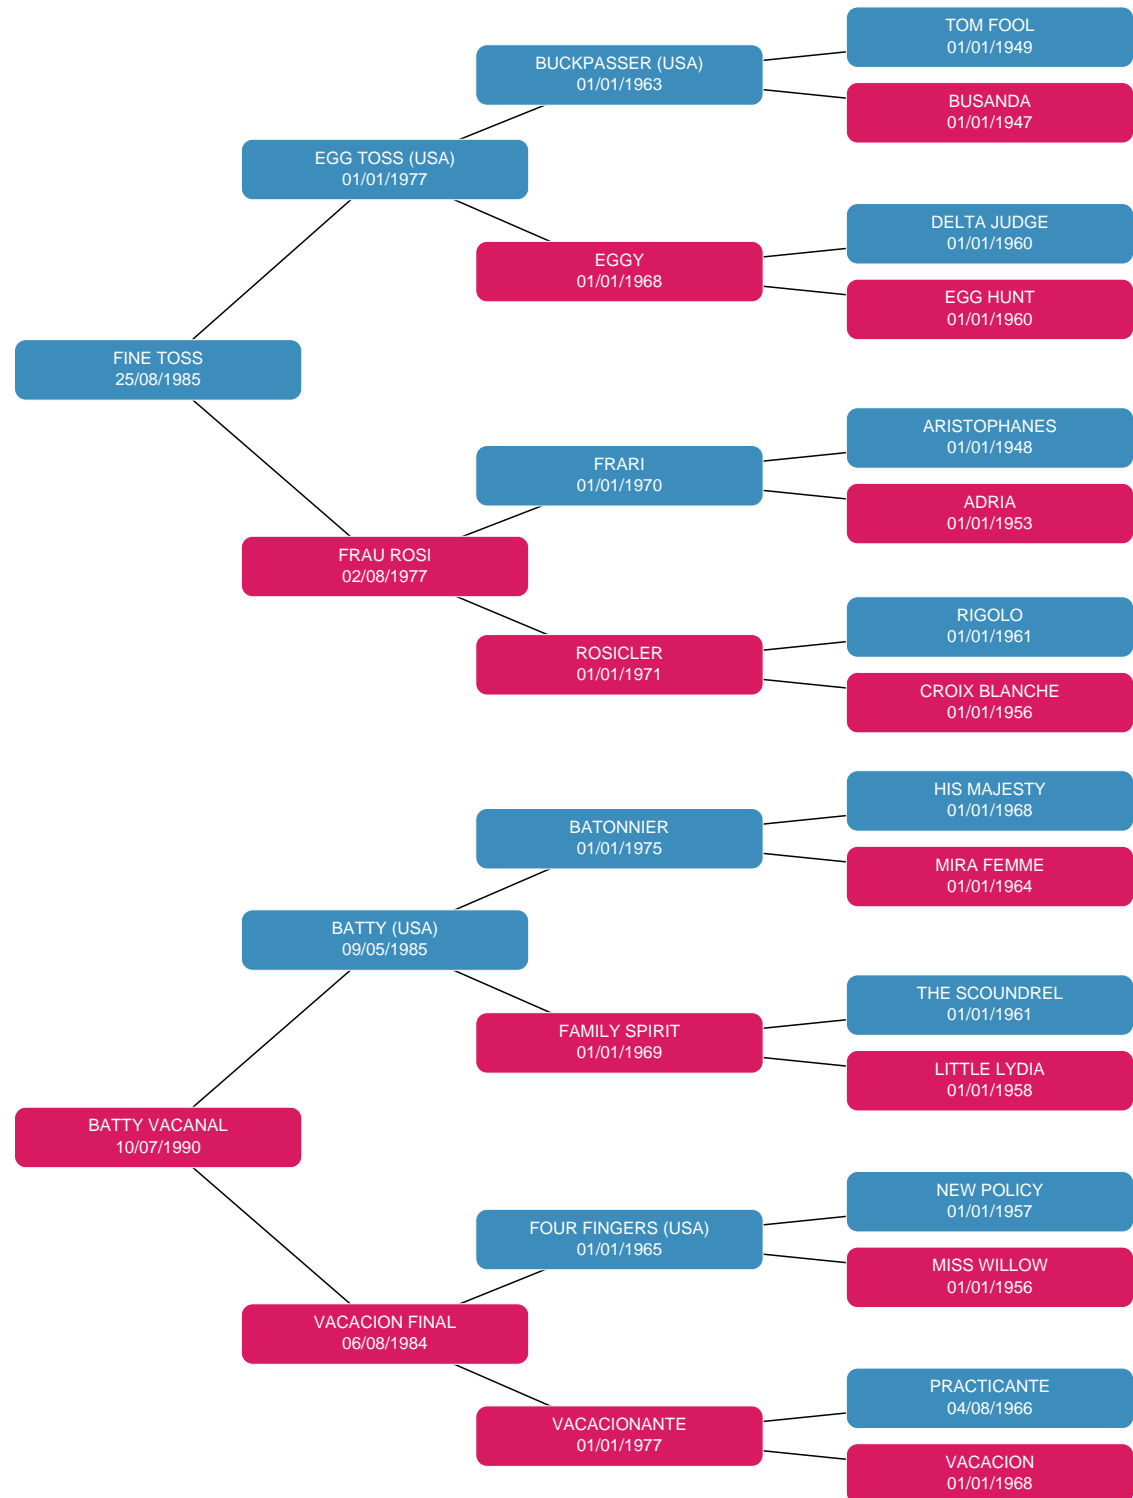 TOM FOOL
01/01/1949
BUCKPASSER (USA)
01/01/1963
BUSANDA
01/01/1947
EGG TOSS (USA)
01/01/1977
DELTA JUDGE
01/01/1960
EGGY
01/01/1968
EGG HUNT
01/01/1960
FINE TOSS
25/08/1985
ARISTOPHANES
01/01/1948
FRARI
01/01/1970
ADRIA
01/01/1953
FRAU ROSI
02/08/1977
RIGOLO
01/01/1961
ROSICLER
01/01/1971
CROIX BLANCHE
01/01/1956
HIS MAJESTY
01/01/1968
BATONNIER
01/01/1975
MIRA FEMME
01/01/1964
BATTY (USA)
09/05/1985
THE SCOUNDREL
01/01/1961
FAMILY SPIRIT
01/01/1969
LITTLE LYDIA
01/01/1958
BATTY VACANAL
10/07/1990
NEW POLICY
01/01/1957
FOUR FINGERS (USA)
01/01/1965
MISS WILLOW
01/01/1956
VACACION FINAL
06/08/1984
PRACTICANTE
04/08/1966
VACACIONANTE
01/01/1977
VACACION
01/01/1968